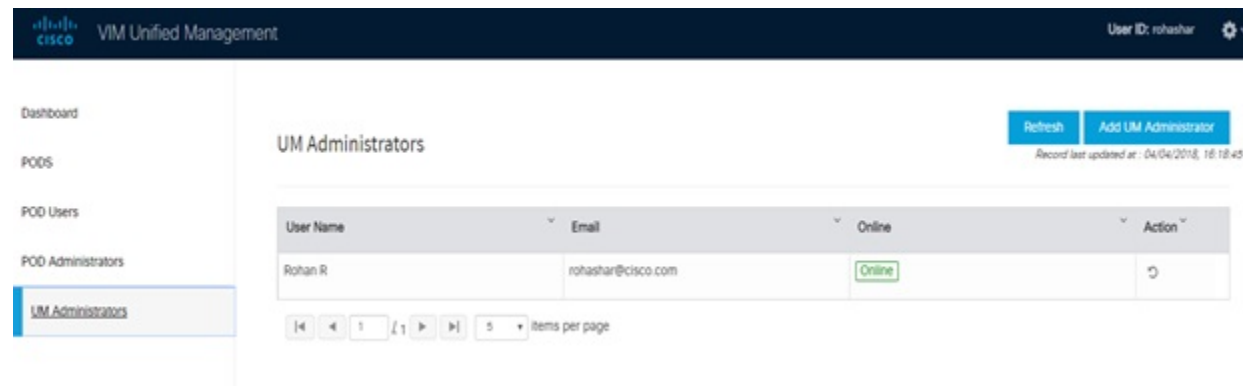 CISCO VIM Unified Management
User ID: rohashar
Dashboard
PODS
POD Users
POD Administrators
UM Administrators
UM Administrators
Refresh Add UM Administrator
Record last updated at : 04/04/2018, 16:18:45
User Name Email Online Action
Rohan R rohashar@cisco.com Online
1 / 1 5 items per page